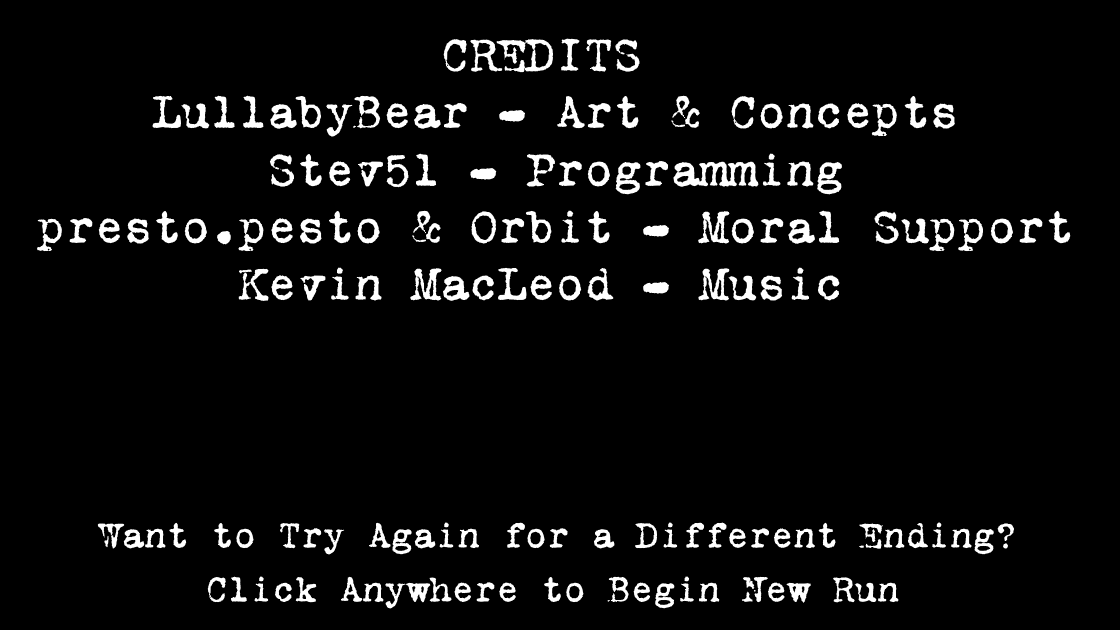 CREDITS
LullabyBear - Art & Concepts
Stev51 - Programming
presto.pesto & Orbit - Moral Support
Kevin MacLeod - Music
Want to Try Again for a Different Ending?
Click Anywhere to Begin New Run